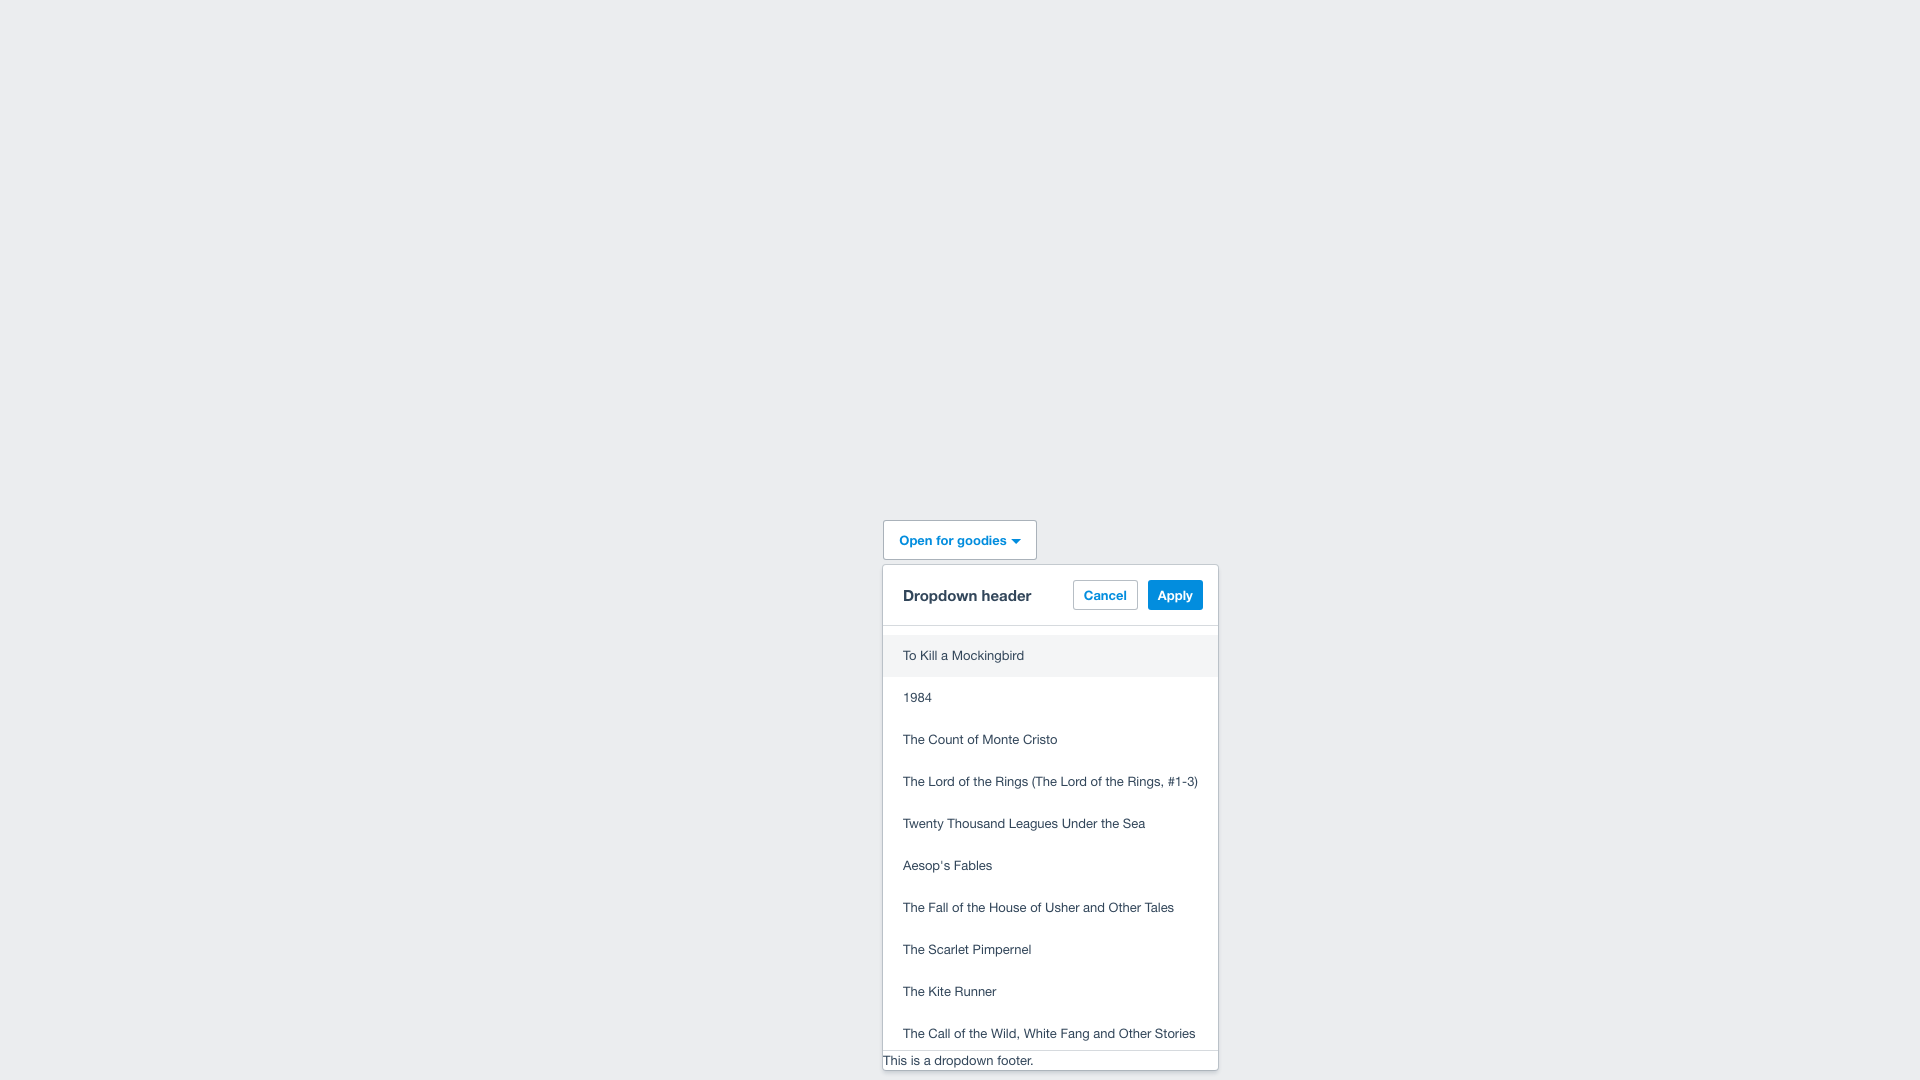 Open for goodies
Dropdown header
Cancel
Apply
To Kill a Mockingbird
1984
The Count of Monte Cristo
The Lord of the Rings (The Lord of the Rings, #1-3)
Twenty Thousand Leagues Under the Sea
Aesop's Fables
The Fall of the House of Usher and Other Tales
The Scarlet Pimpernel
The Kite Runner
The Call of the Wild, White Fang and Other Stories
This is a dropdown footer.